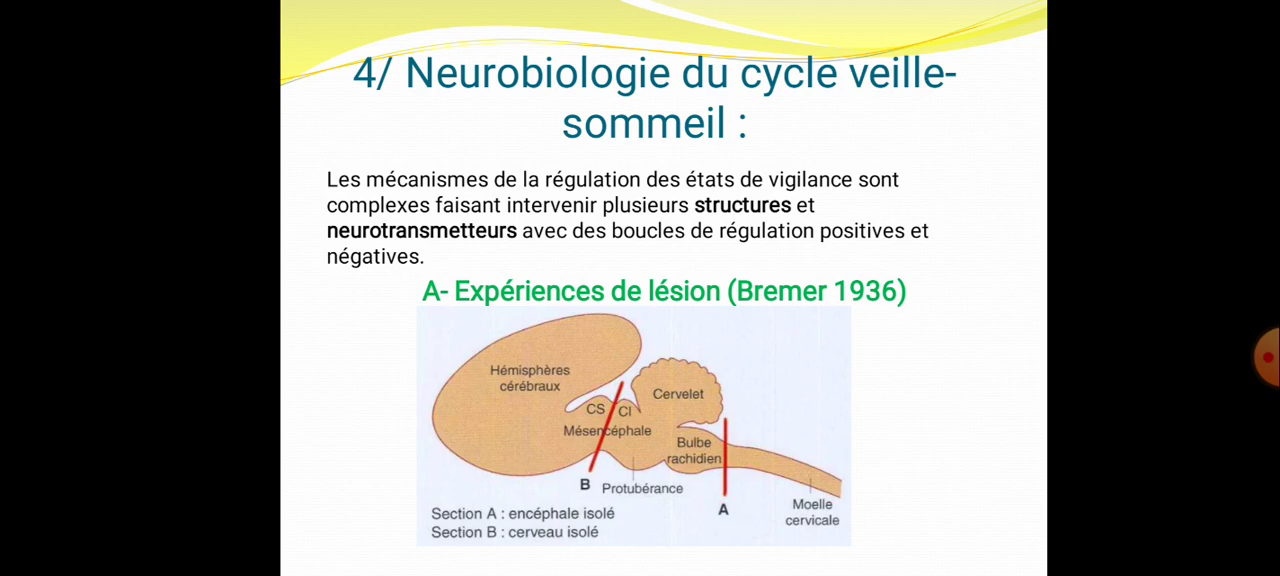 4/ Neurobiologie du cycle veille-
sommeil :
Les mécanismes de la régulation des états de vigilance sont
complexes faisant intervenir plusieurs structures et
neurotransmetteurs avec des boucles de régulation positives et
négatives.
A- Expériences de lésion (Bremer 1936)
Hémisphères
cérébraux
Cervelet
CS
CI
Mésencéphale
Bulbe
rachidien
B
Protubérance
A
Moelle
cervicale
Section A : encéphale isolé
Section B : cerveau isolé